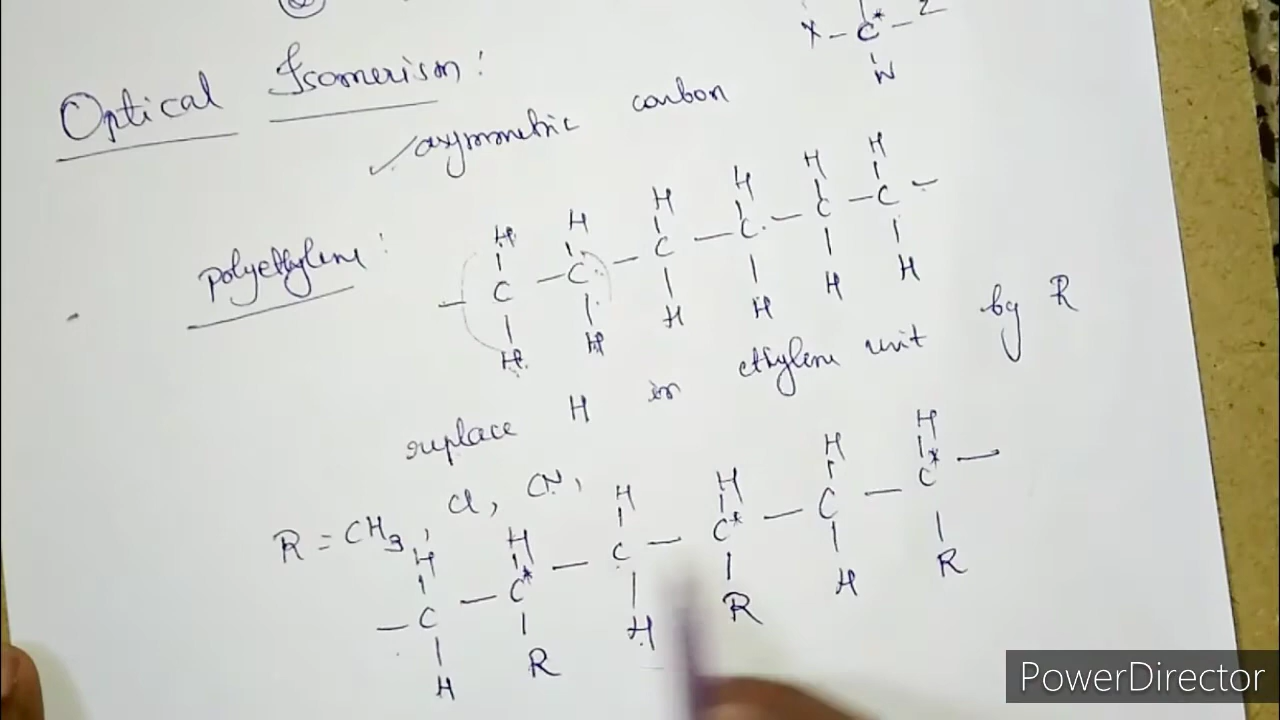 X - C* - Z
W
Optical Isomerism :
✓ asymmetric carbon
polyethylene :
H H H H H H
- C - C - C - C - C - C -
H H H H H H
replace H in ethylene unit by R
R = CH3, Cl, CN,
H H H H H H
- C - C* - C - C* - C - C* -
H R H R H R
PowerDirector